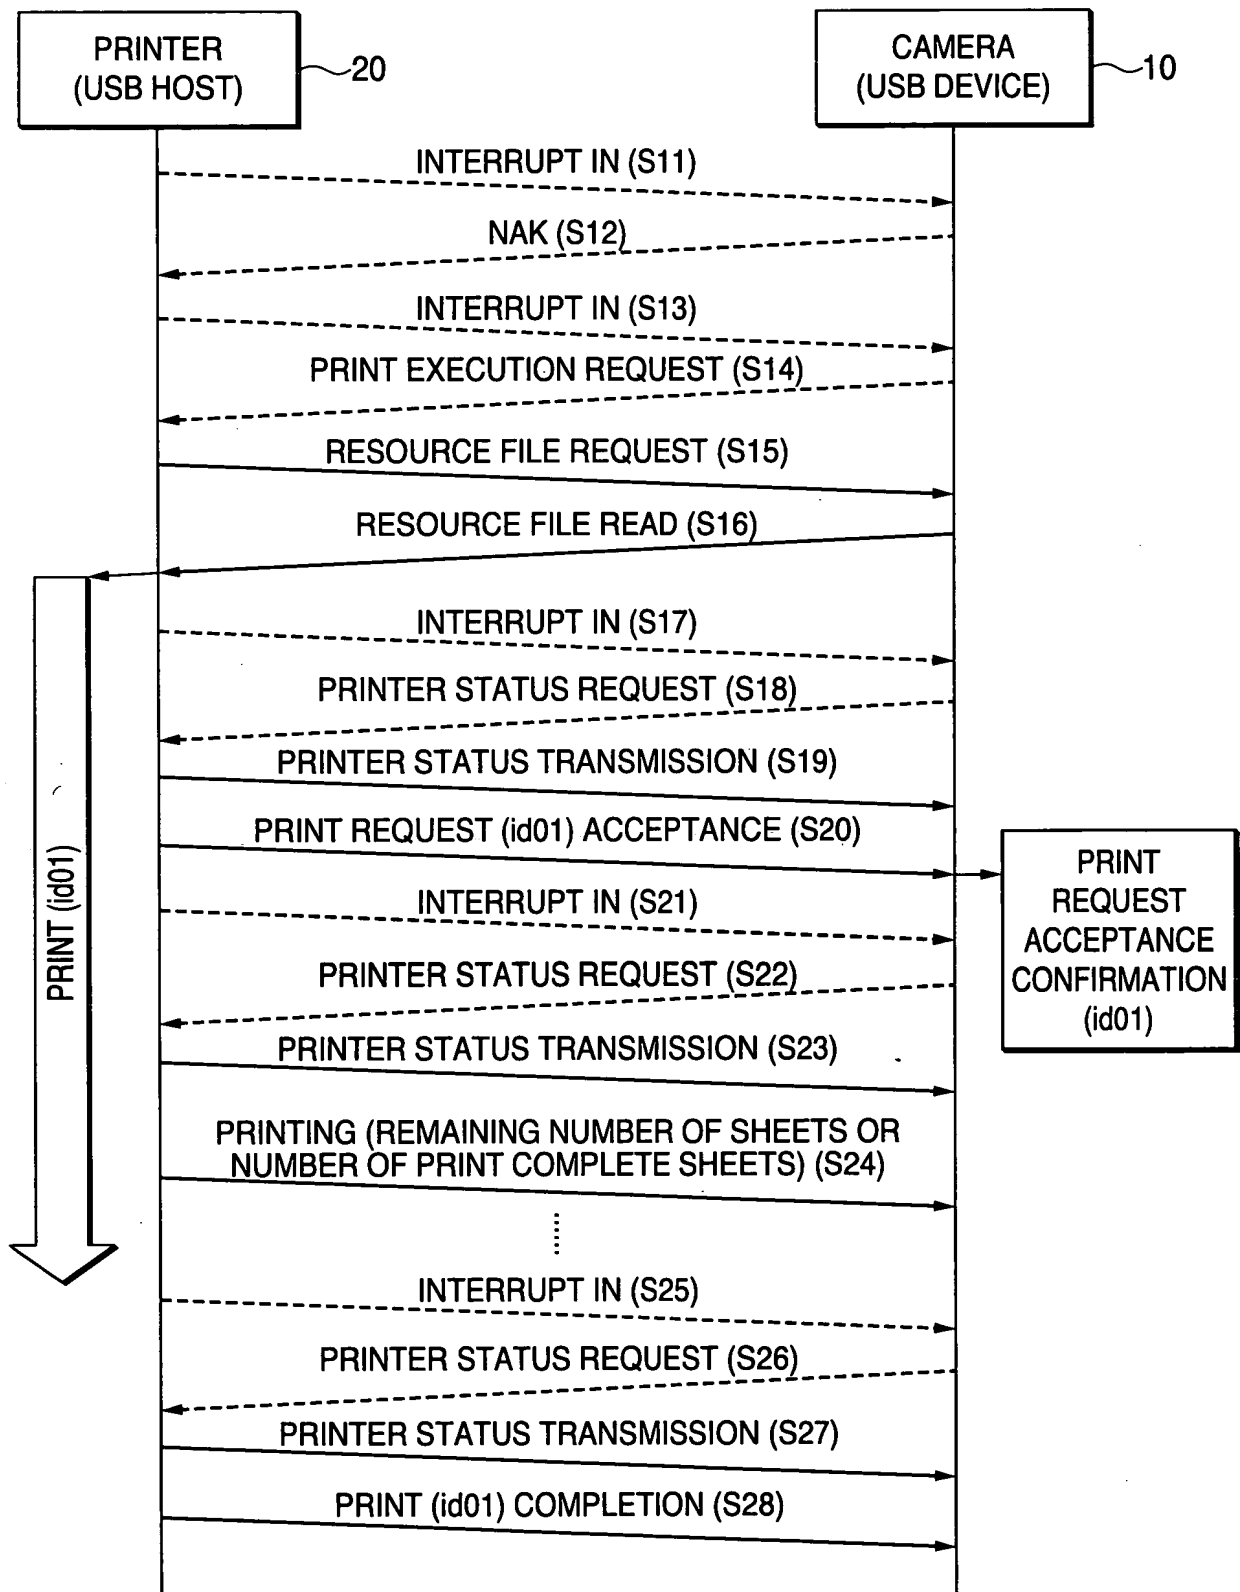 PRINTER
(USB HOST)
20
CAMERA
(USB DEVICE)
10
INTERRUPT IN (S11)
NAK (S12)
INTERRUPT IN (S13)
PRINT EXECUTION REQUEST (S14)
RESOURCE FILE REQUEST (S15)
RESOURCE FILE READ (S16)
INTERRUPT IN (S17)
PRINTER STATUS REQUEST (S18)
PRINTER STATUS TRANSMISSION (S19)
PRINT REQUEST (id01) ACCEPTANCE (S20)
PRINT
REQUEST
ACCEPTANCE
CONFIRMATION
(id01)
PRINT (id01)
INTERRUPT IN (S21)
PRINTER STATUS REQUEST (S22)
PRINTER STATUS TRANSMISSION (S23)
PRINTING (REMAINING NUMBER OF SHEETS OR
NUMBER OF PRINT COMPLETE SHEETS) (S24)
INTERRUPT IN (S25)
PRINTER STATUS REQUEST (S26)
PRINTER STATUS TRANSMISSION (S27)
PRINT (id01) COMPLETION (S28)